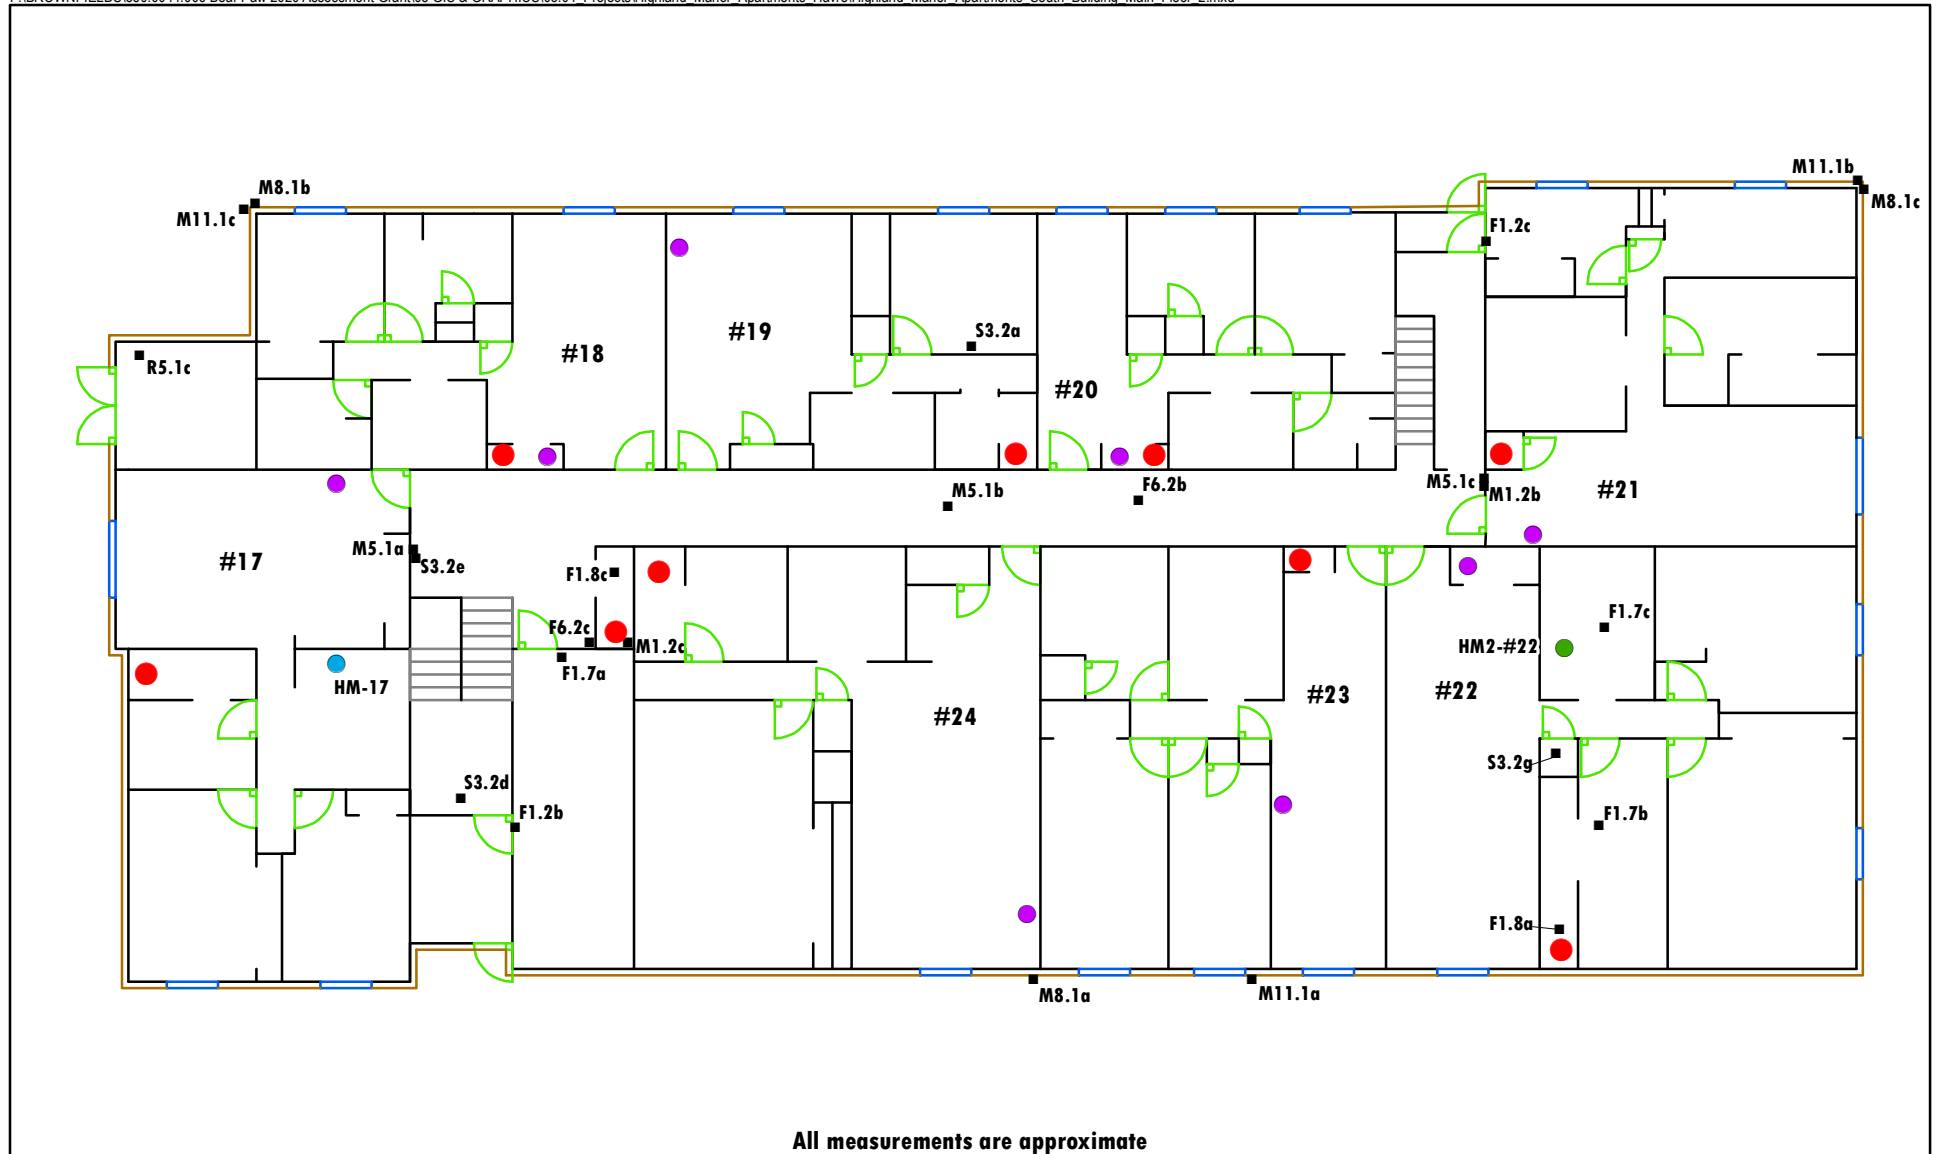 M11.1b
M8.1b
M8.1c
M11.1c
F1.2c
#19
S3.2a
#18
R5.1c
#20
M5.1c
M5.1b
F6.2b
M1.2b
#21
M5.1a
#17
S3.2e
F1.8c
F1.7c
F6.2c
M1.2c
HM2-#22
F1.7a
HM-17
#23
#22
#24
S3.2g
S3.2d
F1.2b
F1.7b
F1.8a
M8.1a
M11.1a
All measurements are approximate